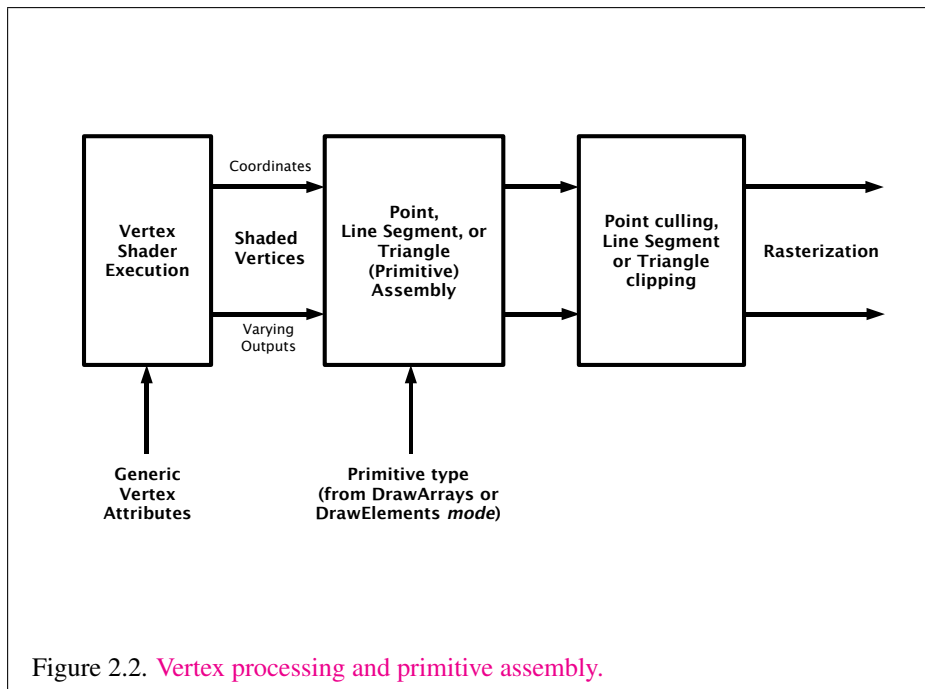 Coordinates
Vertex
Shader
Execution
Shaded
Vertices
Varying
Outputs
Point,
Line Segment, or
Triangle
(Primitive)
Assembly
Point culling,
Line Segment
or Triangle
clipping
Rasterization
Generic
Vertex
Attributes
Primitive type
(from DrawArrays or
DrawElements mode)
Figure 2.2. Vertex processing and primitive assembly.